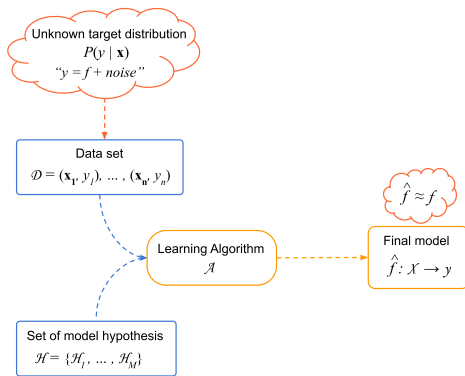 Unknown target distribution
P(y | x)
“y = f + noise”
Data set
𝒟 = (x₁, y₁), ... , (xₙ, yₙ)
f̂ ≈ f
Learning Algorithm
𝒜
Final model
f̂ : 𝒳 → y
Set of model hypothesis
ℋ = {ℋ₁, ... , ℋ_M}